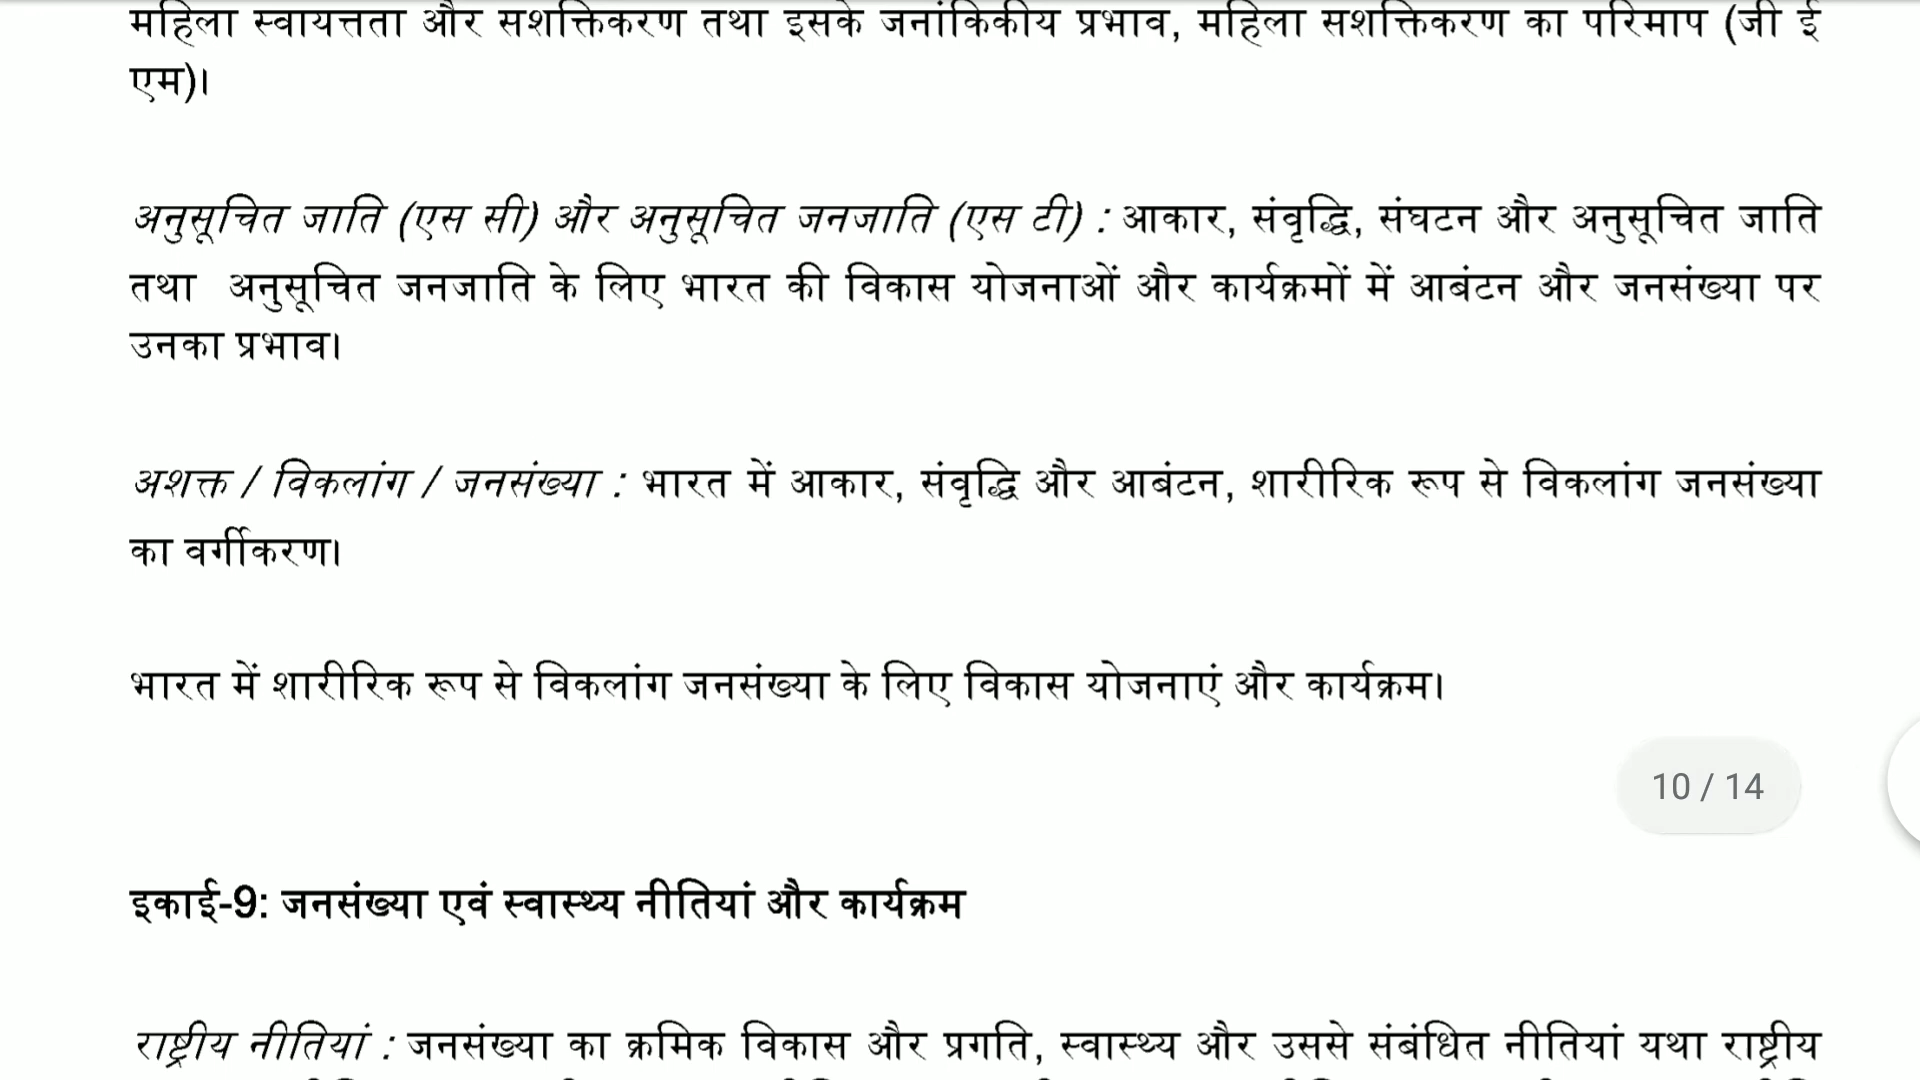 महिला स्वायत्तता और सशक्तिकरण तथा इसके जनांकिकीय प्रभाव, महिला सशक्तिकरण का परिमाप (जी ई
एम)।
अनुसूचित जाति (एस सी) और अनुसूचित जनजाति (एस टी) : आकार, संवृद्धि, संघटन और अनुसूचित जाति
तथा अनुसूचित जनजाति के लिए भारत की विकास योजनाओं और कार्यक्रमों में आबंटन और जनसंख्या पर
उनका प्रभाव।
अशक्त / विकलांग / जनसंख्या : भारत में आकार, संवृद्धि और आबंटन, शारीरिक रूप से विकलांग जनसंख्या
का वर्गीकरण।
भारत में शारीरिक रूप से विकलांग जनसंख्या के लिए विकास योजनाएं और कार्यक्रम।
10 / 14
इकाई-9: जनसंख्या एवं स्वास्थ्य नीतियां और कार्यक्रम
राष्ट्रीय नीतियां : जनसंख्या का क्रमिक विकास और प्रगति, स्वास्थ्य और उससे संबंधित नीतियां यथा राष्ट्रीय